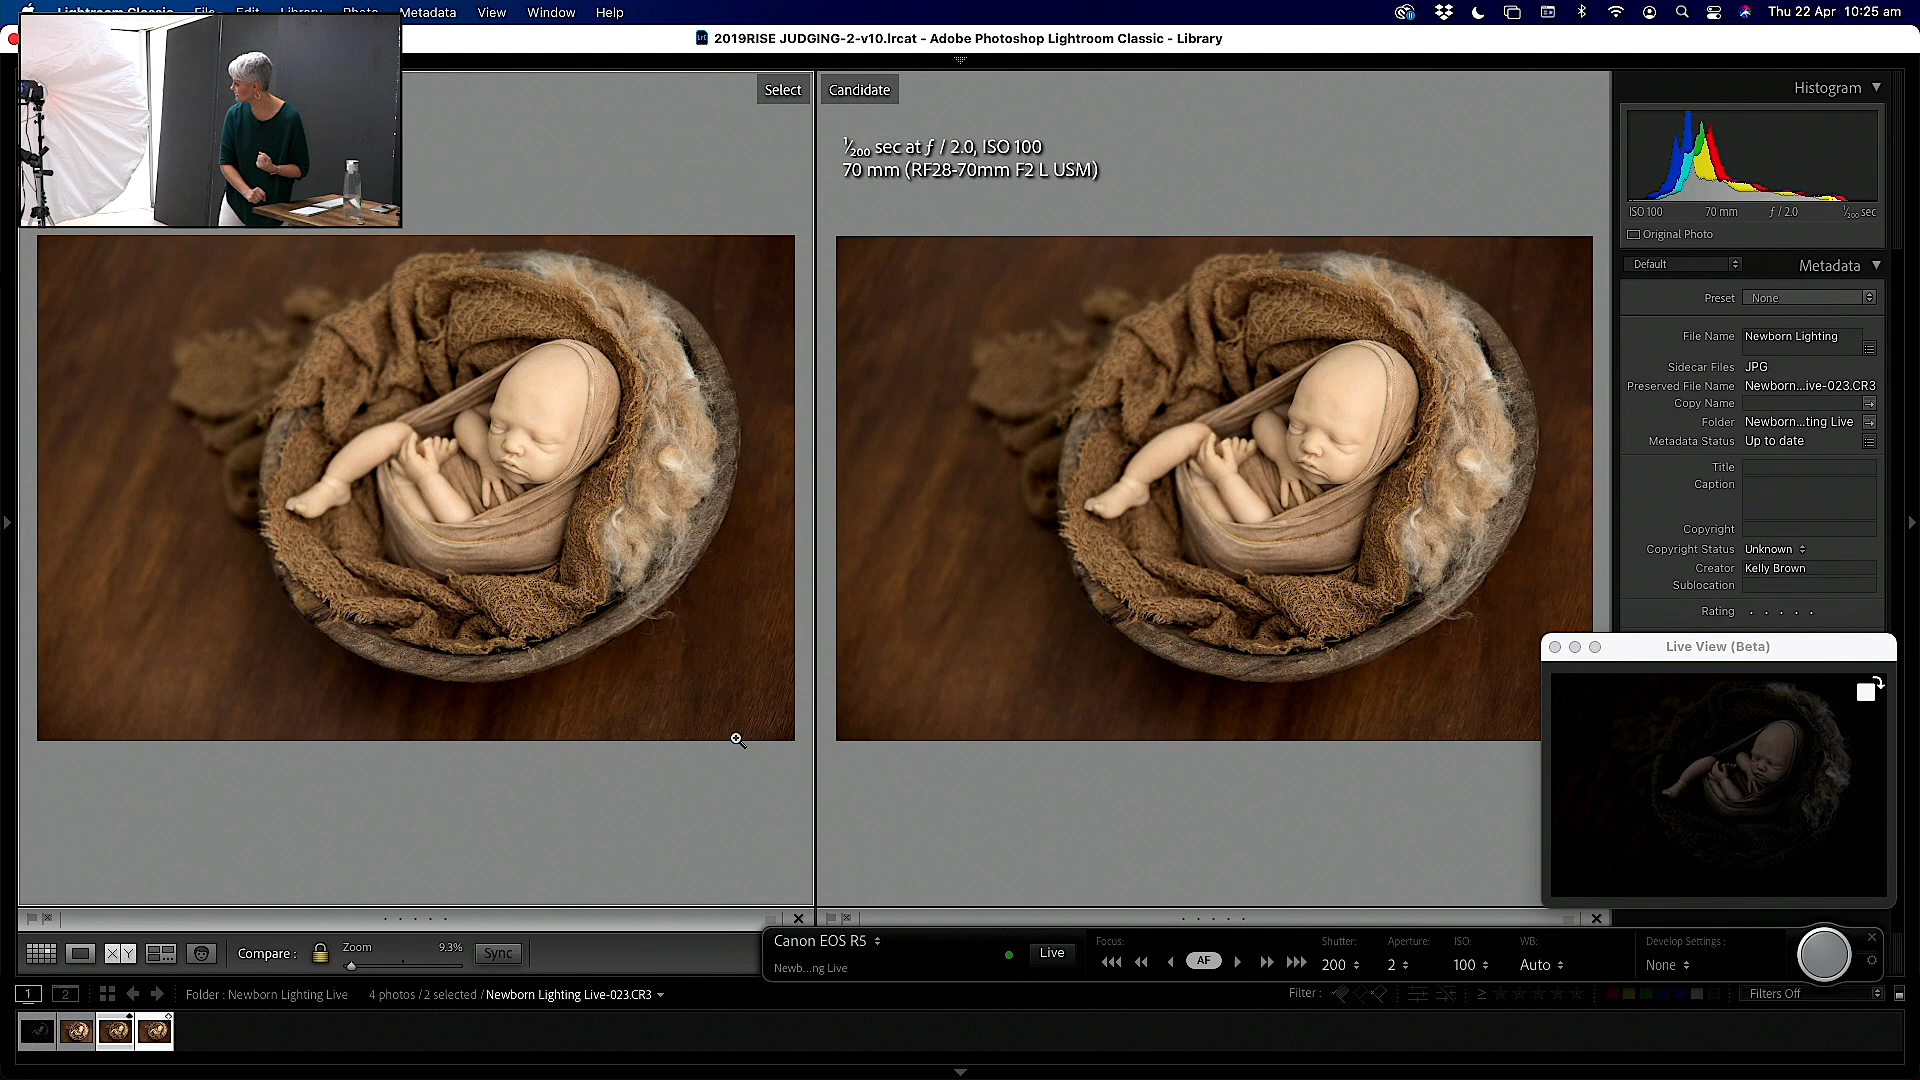 Lightroom Classic File Edit Library Photo Metadata View Window Help
Thu 22 Apr 10:25 am
2019RISE JUDGING-2-v10.lrcat - Adobe Photoshop Lightroom Classic - Library
Select
Candidate
1/200 sec at ƒ / 2.0, ISO 100
70 mm (RF28-70mm F2 L USM)
Histogram
ISO 100 70 mm ƒ / 2.0 1/200 sec
Original Photo
Default Metadata
Preset None
File Name Newborn Lighting
Sidecar Files JPG
Preserved File Name Newborn...ive-023.CR3
Copy Name
Folder Newborn...ting Live
Metadata Status Up to date
Title
Caption
Copyright
Copyright Status Unknown
Creator Kelly Brown
Sublocation
Rating
Live View (Beta)
Compare : Zoom 9.3% Sync
Canon EOS R5
Newb...ng Live
Live
Focus: Shutter: Aperture: ISO: WB: Develop Settings :
AF 200 2 100 Auto None
1 2 Folder : Newborn Lighting Live 4 photos / 2 selected / Newborn Lighting Live-023.CR3
Filter : Filters Off